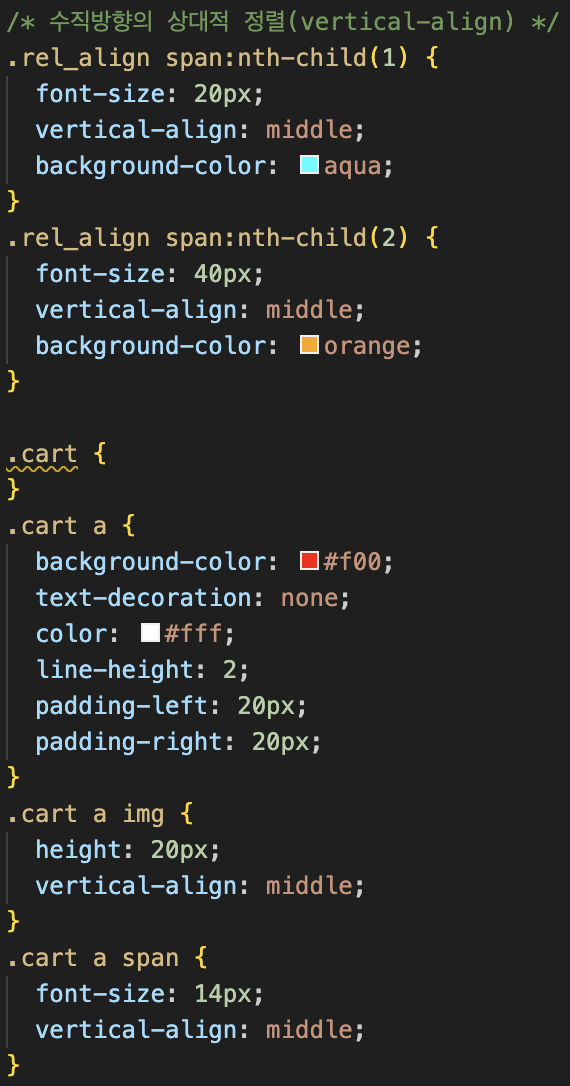 /* 수직방향의 상대적 정렬(vertical-align) */
.rel_align span:nth-child(1) {
  font-size: 20px;
  vertical-align: middle;
  background-color: aqua;
}
.rel_align span:nth-child(2) {
  font-size: 40px;
  vertical-align: middle;
  background-color: orange;
}

.cart {
}
.cart a {
  background-color: #f00;
  text-decoration: none;
  color: #fff;
  line-height: 2;
  padding-left: 20px;
  padding-right: 20px;
}
.cart a img {
  height: 20px;
  vertical-align: middle;
}
.cart a span {
  font-size: 14px;
  vertical-align: middle;
}